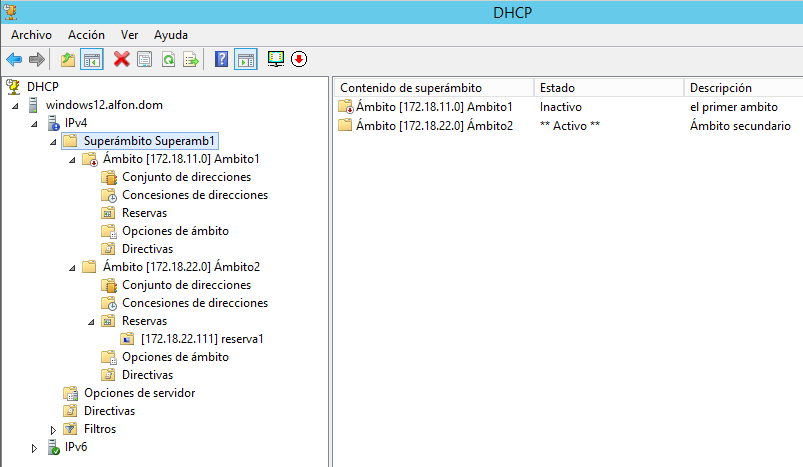 DHCP
Archivo Acción Ver Ayuda
DHCP
windows12.alfon.dom
IPv4
Superámbito Superamb1
Ámbito [172.18.11.0] Ambito1
Conjunto de direcciones
Concesiones de direcciones
Reservas
Opciones de ámbito
Directivas
Ámbito [172.18.22.0] Ámbito2
Conjunto de direcciones
Concesiones de direcciones
Reservas
[172.18.22.111] reserva1
Opciones de ámbito
Directivas
Opciones de servidor
Directivas
Filtros
IPv6
Contenido de superámbito Estado Descripción
Ámbito [172.18.11.0] Ambito1 Inactivo el primer ambito
Ámbito [172.18.22.0] Ámbito2 ** Activo ** Ámbito secundario